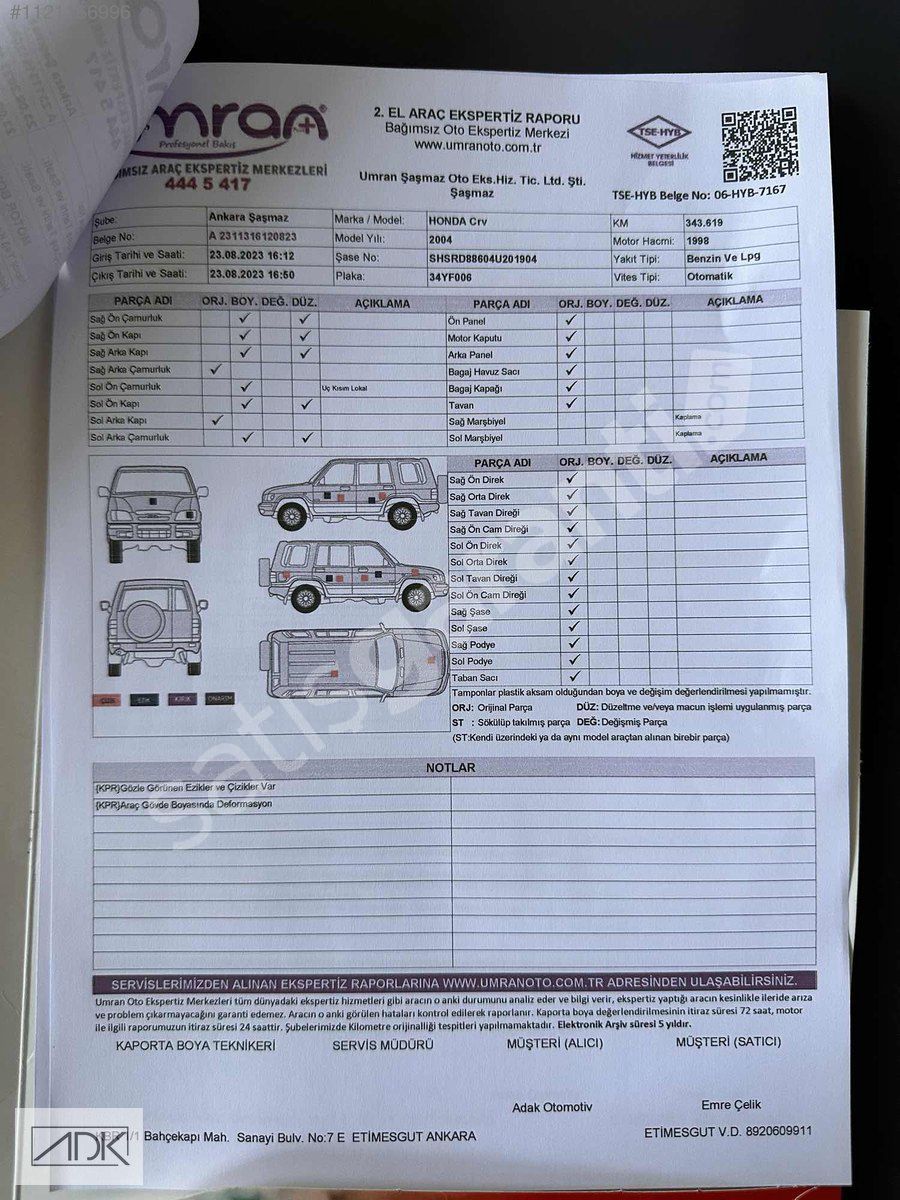 umran
Profesyonel Bakış
ARAÇ EKSPERTİZ MERKEZLERİ
444 5 417
2. EL ARAÇ EKSPERTİZ RAPORU
Bağımsız Oto Ekspertiz Merkezi
www.umranoto.com.tr
Umran Şaşmaz Oto Eks.Hiz. Tic. Ltd. Şti.
Şaşmaz
TSE-HYB
HİZMET YETERLİLİK
BELGESİ
TSE-HYB Belge No: 06-HYB-7167
Şube: Ankara Şaşmaz Marka / Model: HONDA Crv KM 343.619
Belge No: A 2311316120823 Model Yılı: 2004 Motor Hacmi: 1998
Giriş Tarihi ve Saati: 23.08.2023 16:12 Şase No: SHSRD88604U201904 Yakıt Tipi: Benzin Ve Lpg
Çıkış Tarihi ve Saati: 23.08.2023 16:50 Plaka: 34YF006 Vites Tipi: Otomatik
PARÇA ADI ORJ. BOY. DEĞ. DÜZ. AÇIKLAMA
Sağ Ön Çamurluk ✓ ✓
Sağ Ön Kapı ✓ ✓
Sağ Arka Kapı ✓ ✓
Sağ Arka Çamurluk ✓
Sol Ön Çamurluk ✓ Uç Kısım Lokal
Sol Ön Kapı ✓ ✓
Sol Arka Kapı ✓
Sol Arka Çamurluk ✓ ✓
PARÇA ADI ORJ. BOY. DEĞ. DÜZ. AÇIKLAMA
Ön Panel ✓
Motor Kaputu ✓
Arka Panel ✓
Bagaj Havuz Sacı ✓
Bagaj Kapağı ✓
Tavan ✓
Sağ Marşbiyel Kaplama
Sol Marşbiyel Kaplama
ÇİZİK EZİK KIRIK ONARIM
PARÇA ADI ORJ. BOY. DEĞ. DÜZ. AÇIKLAMA
Sağ Ön Direk ✓
Sağ Orta Direk ✓
Sağ Tavan Direği ✓
Sağ Ön Cam Direği ✓
Sol Ön Direk ✓
Sol Orta Direk ✓
Sol Tavan Direği ✓
Sol Ön Cam Direği ✓
Sağ Şase ✓
Sol Şase ✓
Sağ Podye ✓
Sol Podye ✓
Taban Sacı ✓
Tamponlar plastik aksam olduğundan boya ve değişim değerlendirilmesi yapılmamıştır.
ORJ: Orijinal Parça DÜZ: Düzeltme ve/veya macun işlemi uygulanmış parça
ST : Sökülüp takılmış parça DEĞ: Değişmiş Parça
(ST:Kendi üzerindeki ya da aynı model araçtan alınan birebir parça)
NOTLAR
{KPR}Gözle Görünen Ezikler ve Çizikler Var
{KPR}Araç Gövde Boyasında Deformasyon
SERVİSLERİMİZDEN ALINAN EKSPERTİZ RAPORLARINA WWW.UMRANOTO.COM.TR ADRESİNDEN ULAŞABİLİRSİNİZ.
Umran Oto Ekspertiz Merkezleri tüm dünyadaki ekspertiz hizmetleri gibi aracın o anki durumunu analiz eder ve bilgi verir, ekspertiz yaptığı aracın kesinlikle ileride arıza
ve problem çıkarmayacağını garanti edemez. Aracın o anki görülen hataları kontrol edilerek raporlanır. Kaporta boya değerlendirilmesinin itiraz süresi 72 saat, motor
ile ilgili raporumuzun itiraz süresi 24 saattir. Şubelerimizde Kilometre orijinalliği tespitleri yapılmamaktadır. Elektronik Arşiv süresi 5 yıldır.
KAPORTA BOYA TEKNİKERİ SERVİS MÜDÜRÜ MÜŞTERİ (ALICI) MÜŞTERİ (SATICI)
Adak Otomotiv Emre Çelik
Bahçekapı Mah. Sanayi Bulv. No:7 E ETİMESGUT ANKARA ETİMESGUT V.D. 8920609911
ADK